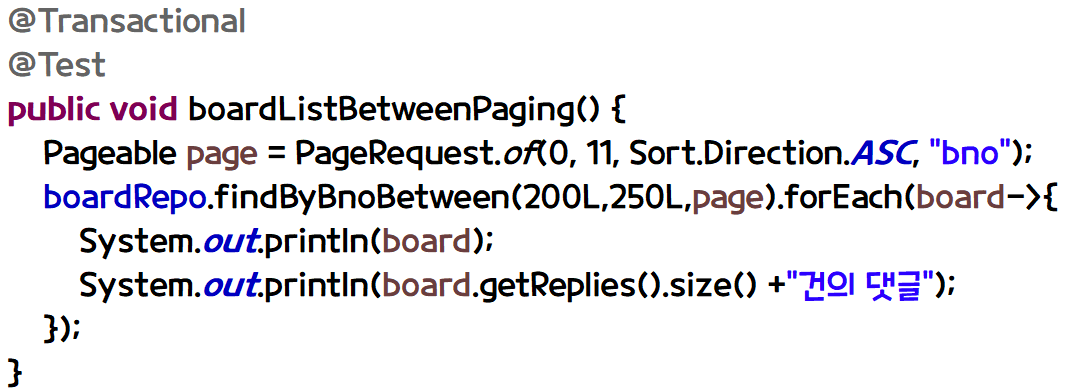 @Transactional
@Test
public void boardListBetweenPaging() {
Pageable page = PageRequest.of(0, 11, Sort.Direction.ASC, "bno");
boardRepo.findByBnoBetween(200L,250L,page).forEach(board->{
System.out.println(board);
System.out.println(board.getReplies().size() +"건의 댓글");
});
}